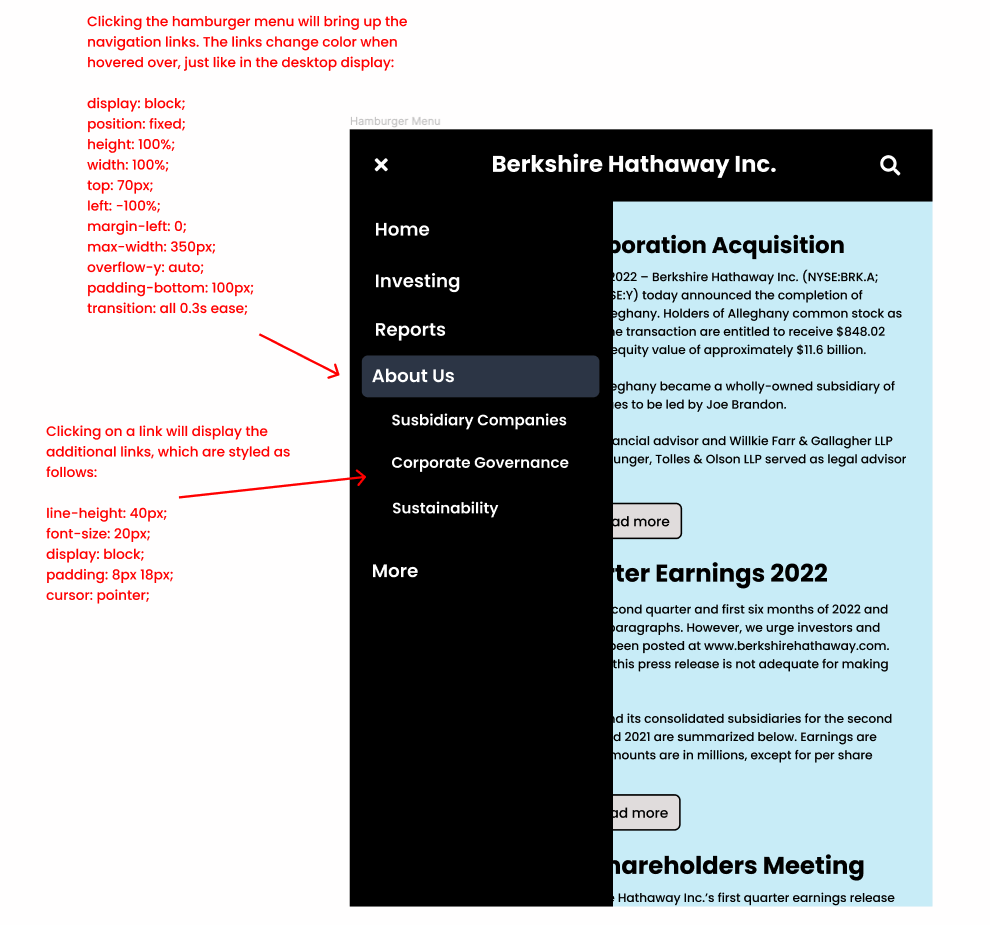 Clicking the hamburger menu will bring up the
navigation links. The links change color when
hovered over, just like in the desktop display:
display: block;
position: fixed;
height: 100%;
width: 100%;
top: 70px;
left: -100%;
margin-left: 0;
max-width: 350px;
overflow-y: auto;
padding-bottom: 100px;
transition: all 0.3s ease;
Clicking on a link will display the
additional links, which are styled as
follows:
line-height: 40px;
font-size: 20px;
display: block;
padding: 8px 18px;
cursor: pointer;
Hamburger Menu
Berkshire Hathaway Inc.
Home
Investing
Reports
About Us
Susbidiary Companies
Corporate Governance
Sustainability
More
poration Acquisition
2022 – Berkshire Hathaway Inc. (NYSE:BRK.A;
SE:Y) today announced the completion of
eghany. Holders of Alleghany common stock as
e transaction are entitled to receive $848.02
equity value of approximately $11.6 billion.
eghany became a wholly-owned subsidiary of
es to be led by Joe Brandon.
ancial advisor and Willkie Farr & Gallagher LLP
unger, Tolles & Olson LLP served as legal advisor
ad more
rter Earnings 2022
cond quarter and first six months of 2022 and
paragraphs. However, we urge investors and
been posted at www.berkshirehathaway.com.
this press release is not adequate for making
nd its consolidated subsidiaries for the second
d 2021 are summarized below. Earnings are
mounts are in millions, except for per share
ad more
hareholders Meeting
e Hathaway Inc.'s first quarter earnings release